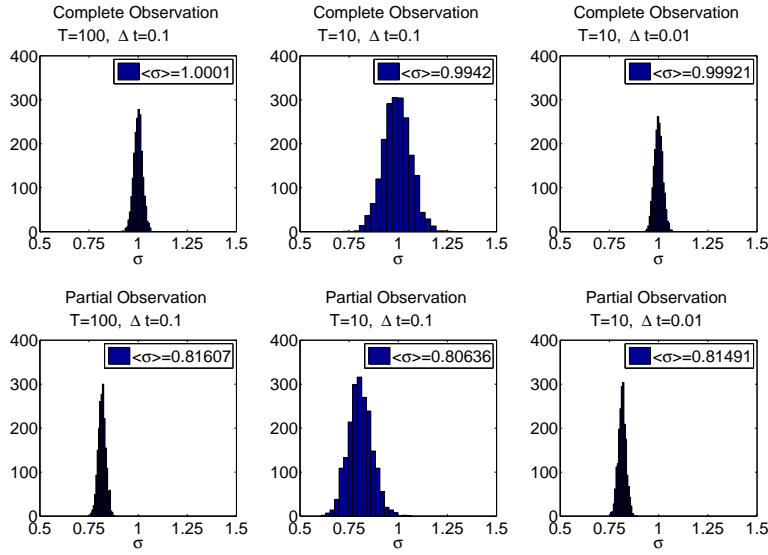 Complete Observation
T=100, Δ t=0.1
400
300
200
100
0
0.5 0.75 1 1.25 1.5
σ
<σ>=1.0001
Complete Observation
T=10, Δ t=0.1
400
300
200
100
0
0.5 0.75 1 1.25 1.5
σ
<σ>=0.9942
Complete Observation
T=10, Δ t=0.01
400
300
200
100
0
0.5 0.75 1 1.25 1.5
σ
<σ>=0.99921
Partial Observation
T=100, Δ t=0.1
400
300
200
100
0
0.5 0.75 1 1.25 1.5
σ
<σ>=0.81607
Partial Observation
T=10, Δ t=0.1
400
300
200
100
0
0.5 0.75 1 1.25 1.5
σ
<σ>=0.80636
Partial Observation
T=10, Δ t=0.01
400
300
200
100
0
0.5 0.75 1 1.25 1.5
σ
<σ>=0.81491